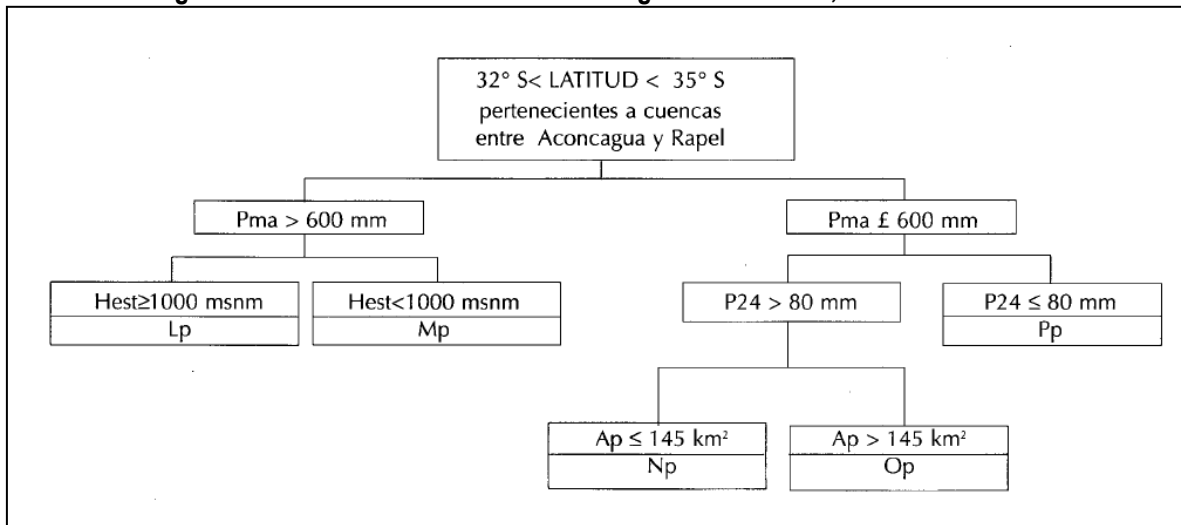 32° S< LATITUD < 35° S
pertenecientes a cuencas
entre Aconcagua y Rapel
Pma > 600 mm
Pma £ 600 mm
Hest≥1000 msnm
Lp
Hest<1000 msnm
Mp
P24 > 80 mm
P24 ≤ 80 mm
Pp
Ap ≤ 145 km²
Np
Ap > 145 km²
Op